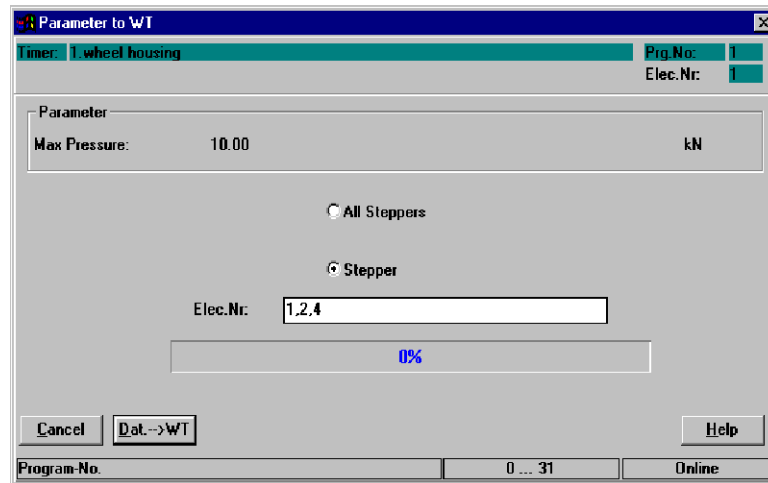 Parameter to WT
Timer: 1.wheel housing Prg.No: 1
Elec.Nr: 1
Parameter
Max Pressure: 10.00 kN
All Steppers
Stepper
Elec.Nr: 1,2,4
0%
Cancel Dat.-->WT Help
Program-No. 0 ... 31 Online